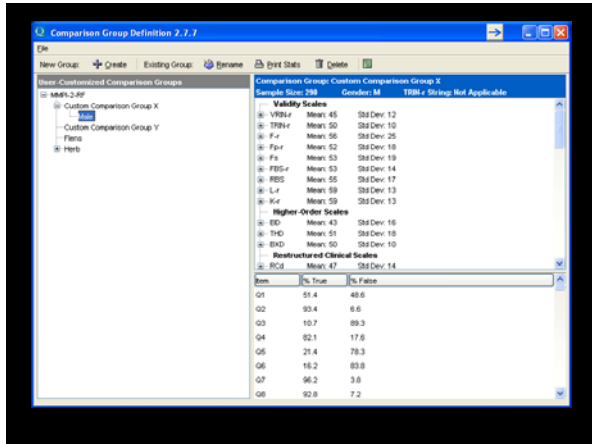 Comparison Group Definition 2.7.7
File
New Group: Create Existing Group: Rename Print Stats Delete
User-Customized Comparison Groups
MMPI-2-RF
Custom Comparison Group X
Male
Custom Comparison Group Y
Flens
Herb
Comparison Group: Custom Comparison Group X
Sample Size: 290 Gender: M TRIN-r String: Not Applicable
Validity Scales
VRIN-r Mean: 45 Std Dev: 12
TRIN-r Mean: 50 Std Dev: 10
F-r Mean: 56 Std Dev: 25
Fp-r Mean: 52 Std Dev: 18
Fs Mean: 53 Std Dev: 19
FBS-r Mean: 53 Std Dev: 14
RBS Mean: 55 Std Dev: 17
L-r Mean: 59 Std Dev: 13
K-r Mean: 59 Std Dev: 13
Higher-Order Scales
EID Mean: 43 Std Dev: 16
THD Mean: 51 Std Dev: 18
BXD Mean: 50 Std Dev: 10
Restructured Clinical Scales
RCd Mean: 47 Std Dev: 14
Item % True % False
Q1 51.4 48.6
Q2 93.4 6.6
Q3 10.7 89.3
Q4 82.1 17.6
Q5 21.4 78.3
Q6 16.2 83.8
Q7 96.2 3.8
Q8 92.8 7.2